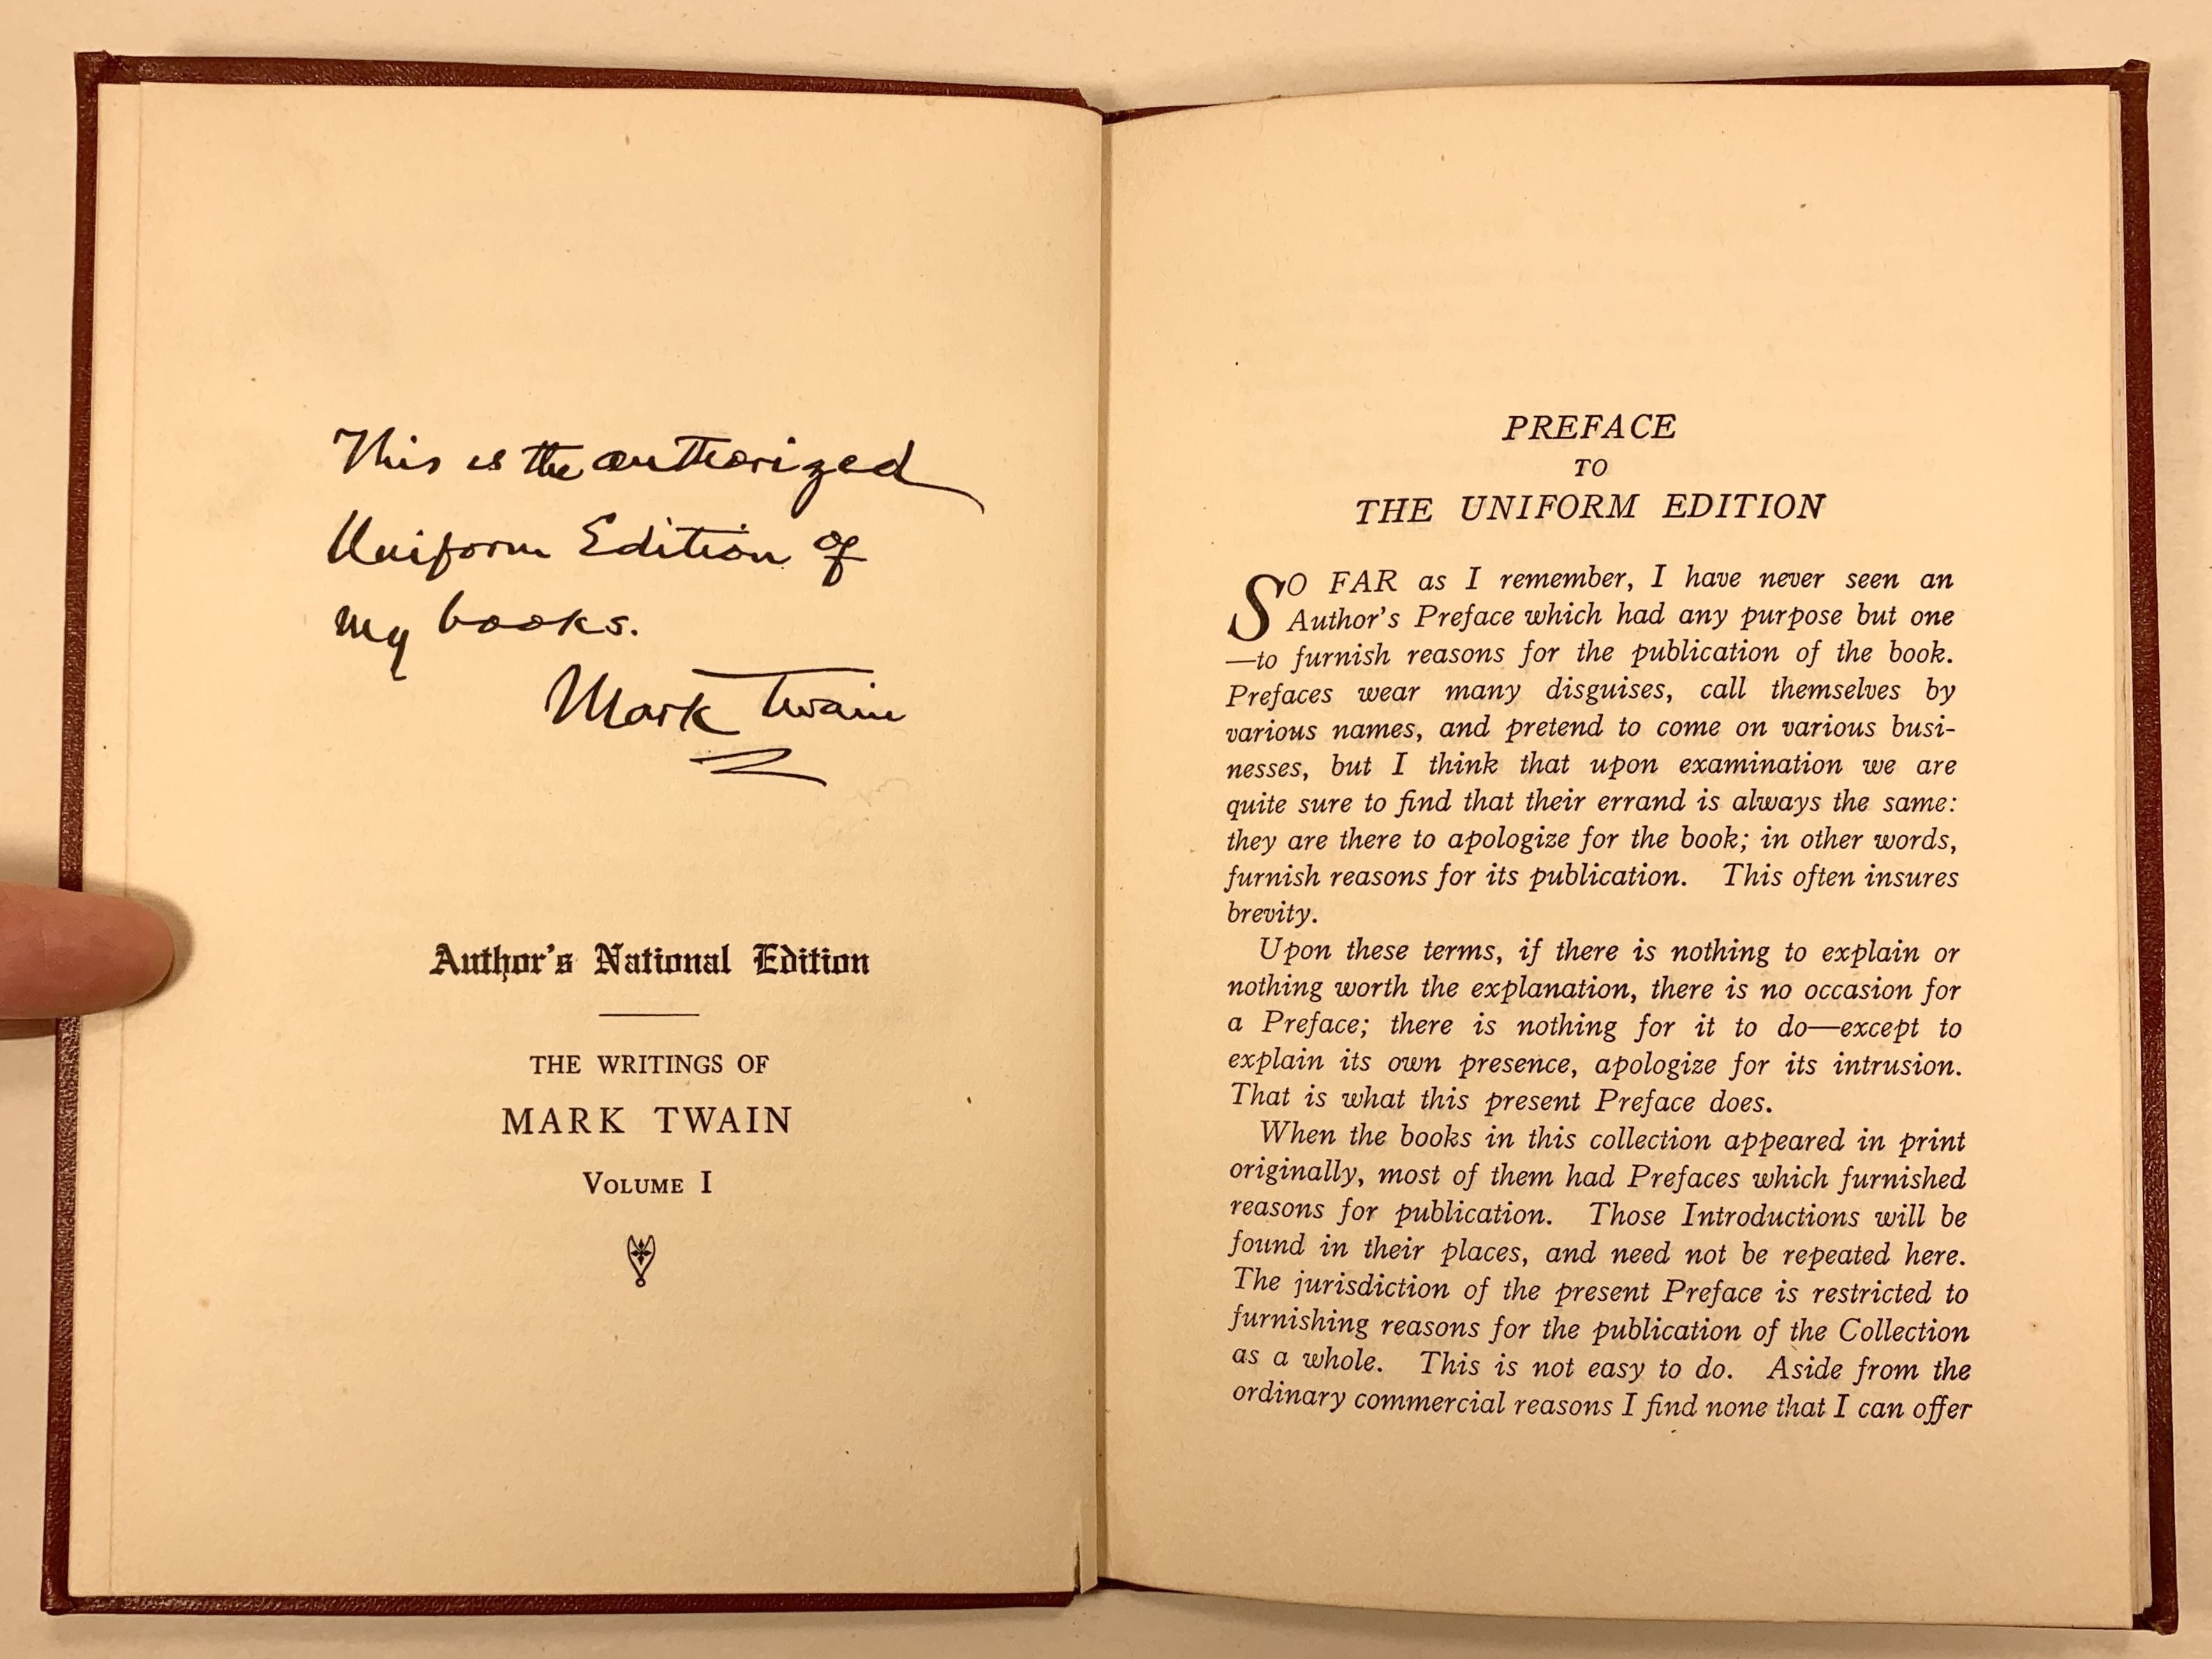 This is the authorized
Uniform Edition of
my books.
Mark Twain
Author's National Edition
THE WRITINGS OF
MARK TWAIN
VOLUME I
PREFACE
TO
THE UNIFORM EDITION
SO FAR as I remember, I have never seen an
Author's Preface which had any purpose but one
—to furnish reasons for the publication of the book.
Prefaces wear many disguises, call themselves by
various names, and pretend to come on various busi-
nesses, but I think that upon examination we are
quite sure to find that their errand is always the same:
they are there to apologize for the book; in other words,
furnish reasons for its publication. This often insures
brevity.
Upon these terms, if there is nothing to explain or
nothing worth the explanation, there is no occasion for
a Preface; there is nothing for it to do—except to
explain its own presence, apologize for its intrusion.
That is what this present Preface does.
When the books in this collection appeared in print
originally, most of them had Prefaces which furnished
reasons for publication. Those Introductions will be
found in their places, and need not be repeated here.
The jurisdiction of the present Preface is restricted to
furnishing reasons for the publication of the Collection
as a whole. This is not easy to do. Aside from the
ordinary commercial reasons I find none that I can offer